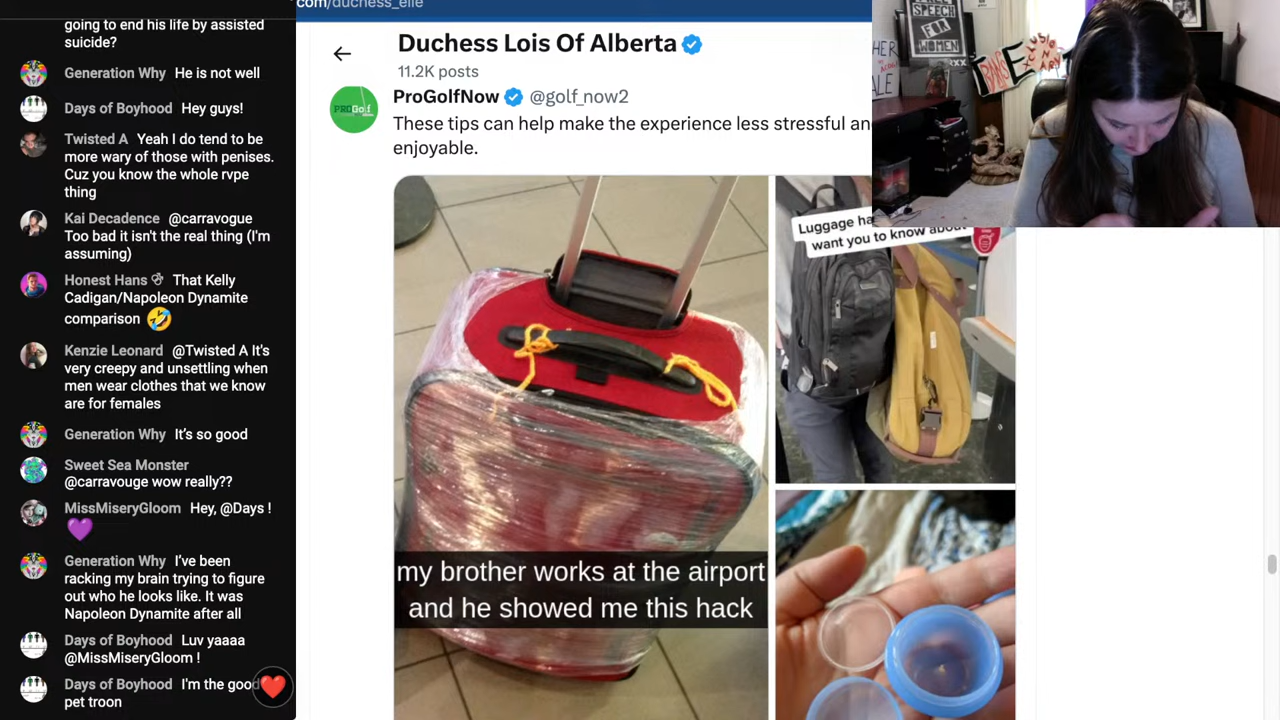 going to end his life by assisted
suicide?
Generation Why He is not well
Days of Boyhood Hey guys!
Twisted A Yeah I do tend to be
more wary of those with penises.
Cuz you know the whole rvpe
thing
Kai Decadence @carravogue
Too bad it isn't the real thing (I'm
assuming)
Honest Hans That Kelly
Cadigan/Napoleon Dynamite
comparison 🤣
Kenzie Leonard @Twisted A It's
very creepy and unsettling when
men wear clothes that we know
are for females
Generation Why It's so good
Sweet Sea Monster
@carravouge wow really??
MissMiseryGloom Hey, @Days !
💜
Generation Why I've been
racking my brain trying to figure
out who he looks like. It was
Napoleon Dynamite after all
Days of Boyhood Luv yaaaa
@MissMiseryGloom !
Days of Boyhood I'm the good
pet troon
com/duchess_elle
Duchess Lois Of Alberta
11.2K posts
ProGolfNow @golf_now2
These tips can help make the experience less stressful an
enjoyable.
PROGolf
my brother works at the airport
and he showed me this hack
Luggage ha
want you to know about
FREE
SPEECH
FOR
WOMEN
XX